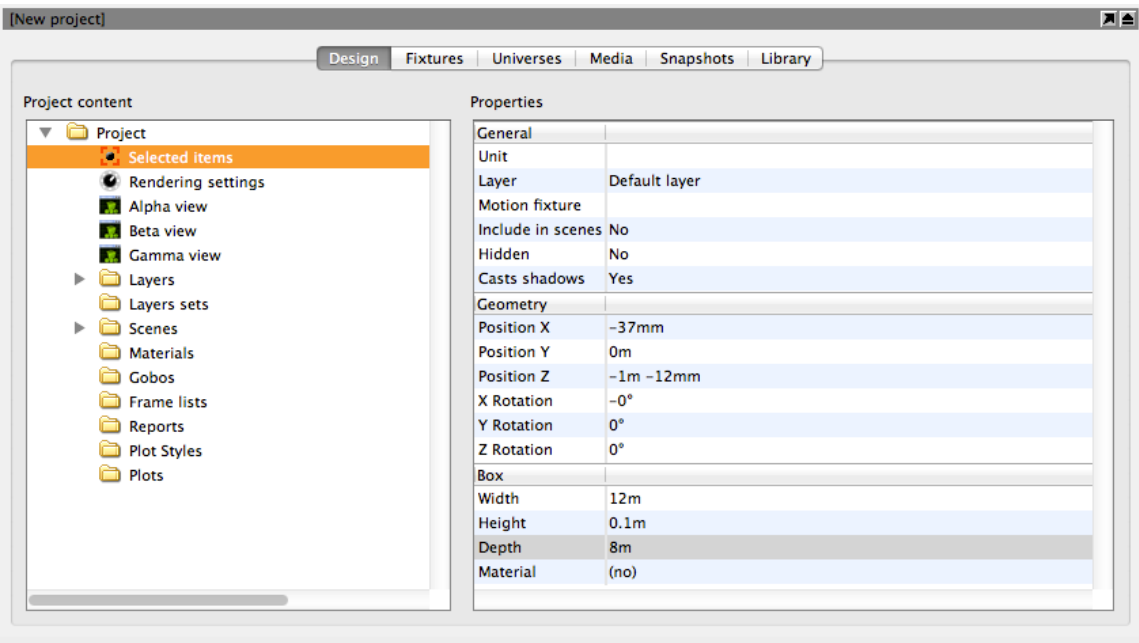 [New project]
Design Fixtures Universes Media Snapshots Library
Project content
Project
Selected items
Rendering settings
Alpha view
Beta view
Gamma view
Layers
Layers sets
Scenes
Materials
Gobos
Frame lists
Reports
Plot Styles
Plots
Properties
General
Unit
Layer Default layer
Motion fixture
Include in scenes No
Hidden No
Casts shadows Yes
Geometry
Position X -37mm
Position Y 0m
Position Z -1m -12mm
X Rotation -0°
Y Rotation 0°
Z Rotation 0°
Box
Width 12m
Height 0.1m
Depth 8m
Material (no)